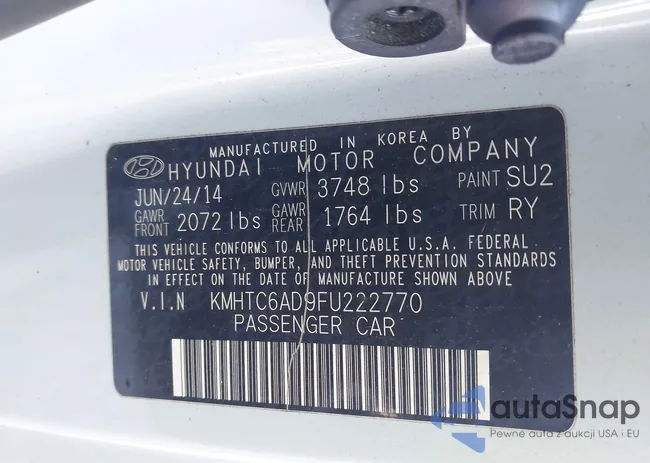 MANUFACTURED IN KOREA BY
HYUNDAI MOTOR COMPANY
JUN/24/14 GVWR 3748 lbs PAINT SU2
GAWR FRONT 2072 lbs GAWR REAR 1764 lbs TRIM RY
THIS VEHICLE CONFORMS TO ALL APPLICABLE U.S.A. FEDERAL
MOTOR VEHICLE SAFETY, BUMPER, AND THEFT PREVENTION STANDARDS
IN EFFECT ON THE DATE OF MANUFACTURE SHOWN ABOVE
V.I.N KMHTC6AD9FU222770
PASSENGER CAR
autaSnap
Pewne auta z aukcji USA i EU